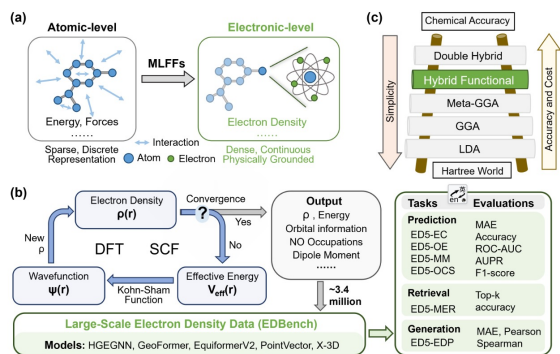 (a)
Atomic-level
Energy, Forces
......
Sparse, Discrete
Representation
MLFFs
Interaction
Atom
Electron
Electronic-level
Electron Density
......
Dense, Continuous
Physically Grounded
(c)
Chemical Accuracy
Double Hybrid
Hybrid Functional
Meta-GGA
GGA
LDA
Hartree World
Simplicity
Accuracy and Cost
(b)
Electron Density
ρ(r)
Convergence
?
Yes
No
New ρ
DFT SCF
Wavefunction
Ψ(r)
Kohn-Sham
Function
Effective Energy
Veff(r)
Output
ρ , Energy
Orbital information
NO Occupations
Dipole Moment
......
~3.4
million
Large-Scale Electron Density Data (EDBench)
Models: HGEGNN, GeoFormer, EquiformerV2, PointVector, X-3D
Tasks Evaluations
Prediction
ED5-EC
ED5-OE
ED5-MM
ED5-OCS
MAE
Accuracy
ROC-AUC
AUPR
F1-score
Retrieval
ED5-MER
Top-k
accuracy
Generation
ED5-EDP
MAE, Pearson
Spearman